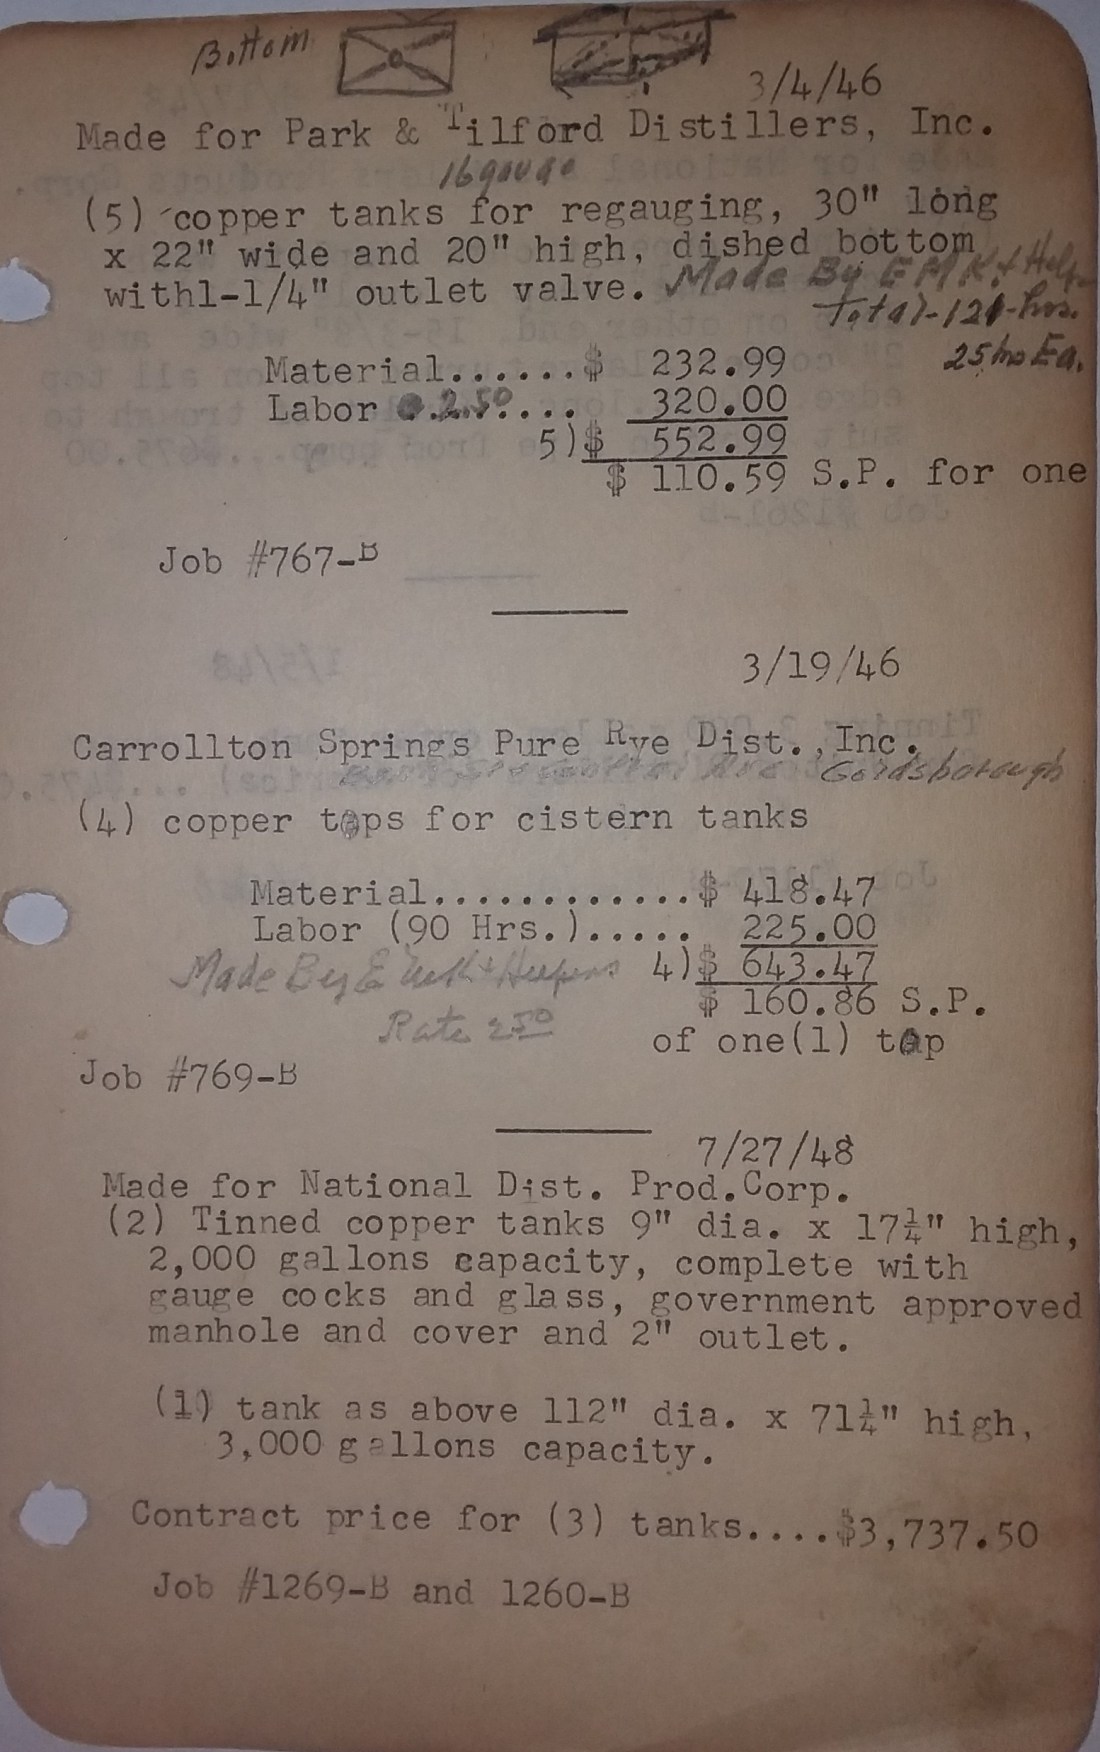 Bottom
3/4/46
Made for Park & Tilford Distillers, Inc.
16 gauge
(5) copper tanks for regauging, 30" long
x 22" wide and 20" high, dished bottom
with1-1/4" outlet valve. Made By E M K &
Total-121-hrs.
25 hrs Ea.
Material......$ 232.99
Labor @ 2.50.... 320.00
5)$ 552.99
$ 110.59 S.P. for one
Job #767-B
3/19/46
Carrollton Springs Pure Rye Dist., Inc.
Goldsborough
(4) copper tops for cistern tanks
Material.............$ 418.47
Labor (90 Hrs.)..... 225.00
Made By E & Helpers 4)$ 643.47
$ 160.86 S.P.
Rate 2.50
of one(1) top
Job #769-B
7/27/48
Made for National Dist. Prod.Corp.
(2) Tinned copper tanks 9" dia. x 17¼" high,
2,000 gallons capacity, complete with
gauge cocks and glass, government approved
manhole and cover and 2" outlet.
(1) tank as above 112" dia. x 71¼" high,
3,000 gallons capacity.
Contract price for (3) tanks....$3,737.50
Job #1269-B and 1260-B